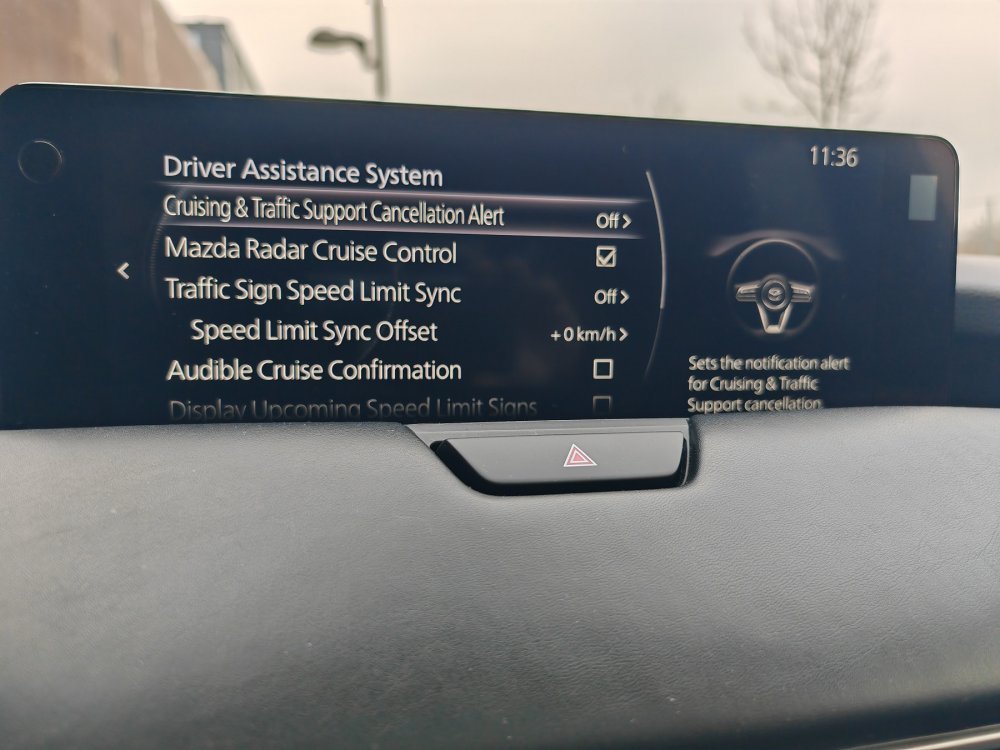 11:36
Driver Assistance System
Cruising & Traffic Support Cancellation Alert Off >
Mazda Radar Cruise Control
Traffic Sign Speed Limit Sync Off >
Speed Limit Sync Offset +0 km/h >
Audible Cruise Confirmation
Display Upcoming Speed Limit Signs
Sets the notification alert
for Cruising & Traffic
Support cancellation